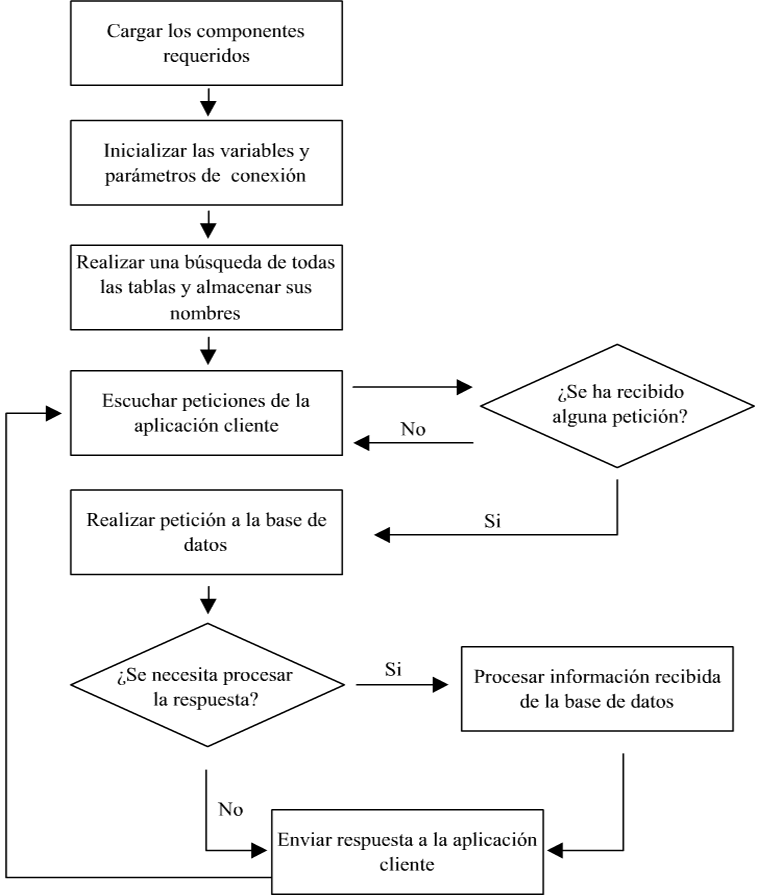 Cargar los componentes
requeridos
Inicializar las variables y
parámetros de conexión
Realizar una búsqueda de todas
las tablas y almacenar sus
nombres
Escuchar peticiones de la
aplicación cliente
¿Se ha recibido
alguna petición?
No
Si
Realizar petición a la base de
datos
¿Se necesita procesar
la respuesta?
Si
Procesar información recibida
de la base de datos
No
Enviar respuesta a la aplicación
cliente